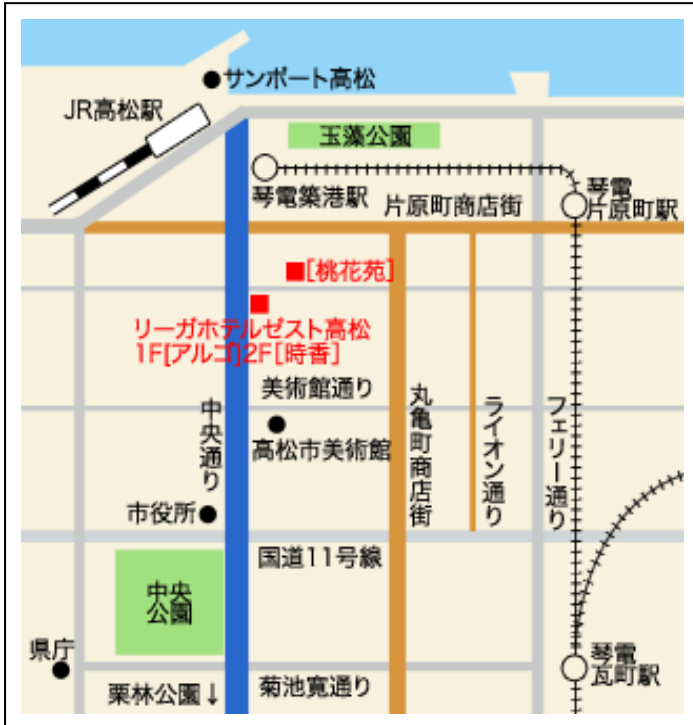 サンポート高松
JR高松駅
玉藻公園
琴電築港駅
片原町商店街
琴電
片原町駅
[桃花苑]
リーガホテルゼスト高松
1F[アルゴ]2F[時香]
美術館通り
高松市美術館
中央通り
丸亀町商店街
ライオン通り
フェリー通り
市役所
国道11号線
中央
公園
県庁
栗林公園↓
菊池寛通り
琴電
瓦町駅